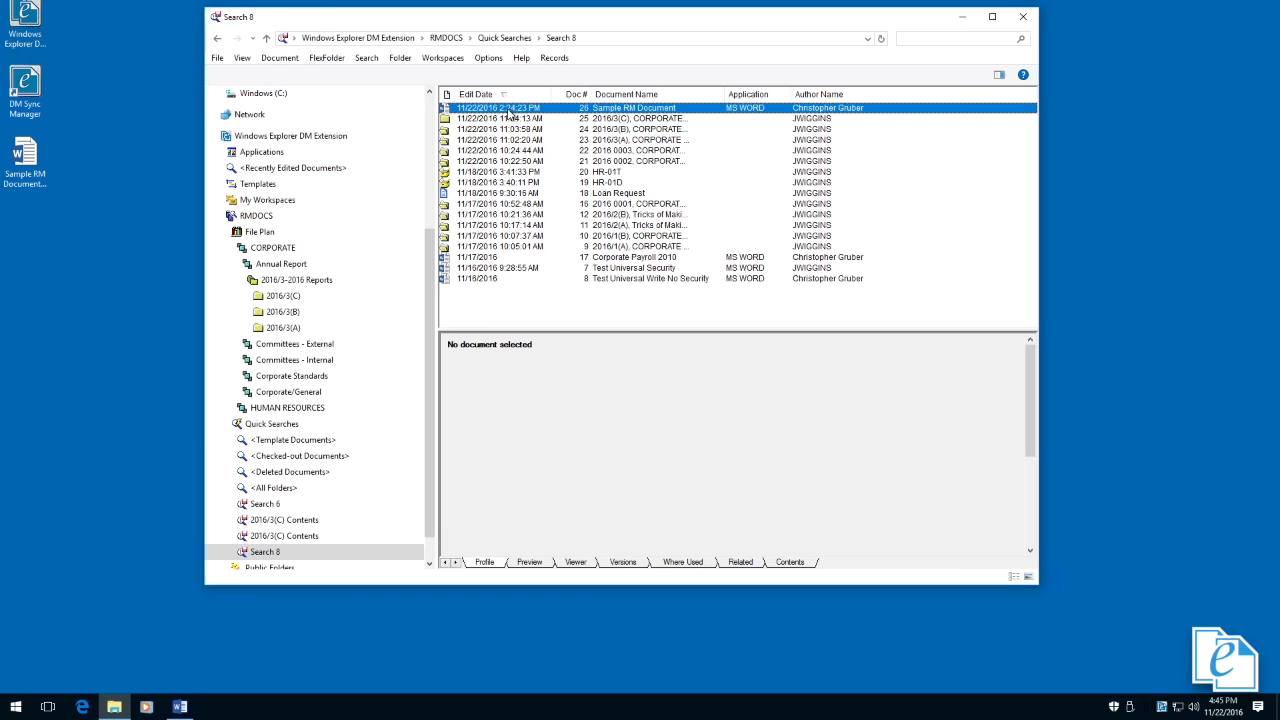 Windows
Explorer D...
DM Sync
Manager
Sample RM
Document...
Search 8
Windows Explorer DM Extension > RMDOCS > Quick Searches > Search 8
File View Document FlexFolder Search Folder Workspaces Options Help Records
Windows (C:)
Network
Windows Explorer DM Extension
Applications
<Recently Edited Documents>
Templates
My Workspaces
RMDOCS
File Plan
CORPORATE
Annual Report
2016/3-2016 Reports
2016/3(C)
2016/3(B)
2016/3(A)
Committees - External
Committees - Internal
Corporate Standards
Corporate/General
HUMAN RESOURCES
Quick Searches
<Template Documents>
<Checked-out Documents>
<Deleted Documents>
<All Folders>
Search 6
2016/3(C) Contents
2016/3(C) Contents
Search 8
Public Folders
Edit Date Doc # Document Name Application Author Name
11/22/2016 2:34:23 PM 26 Sample RM Document MS WORD Christopher Gruber
11/22/2016 AM 25 2016/3(C), CORPORATE... JWIGGINS
11/22/2016 11:03:58 AM 24 2016/3(B), CORPORATE... JWIGGINS
11/22/2016 11:02:20 AM 23 2016/3(A), CORPORATE ... JWIGGINS
11/22/2016 10:24:44 AM 22 2016 0003, CORPORAT... JWIGGINS
11/22/2016 10:22:50 AM 21 2016 0002, CORPORAT... JWIGGINS
11/18/2016 3:41:33 PM 20 HR-01T JWIGGINS
11/18/2016 3:40:11 PM 19 HR-01D JWIGGINS
11/18/2016 9:30:16 AM 18 Loan Request JWIGGINS
11/17/2016 10:52:48 AM 16 2016 0001, CORPORAT... JWIGGINS
11/17/2016 10:21:36 AM 12 2016/2(B), Tricks of Maki... JWIGGINS
11/17/2016 10:17:14 AM 11 2016/2(A), Tricks of Maki... JWIGGINS
11/17/2016 10:07:37 AM 10 2016/1(B), CORPORATE... JWIGGINS
11/17/2016 10:05:01 AM 9 2016/1(A), CORPORATE ... JWIGGINS
11/17/2016 17 Corporate Payroll 2010 MS WORD Christopher Gruber
11/16/2016 9:28:55 AM 7 Test Universal Security MS WORD JWIGGINS
11/16/2016 8 Test Universal Write No Security MS WORD Christopher Gruber
No document selected
Profile Preview Viewer Versions Where Used Related Contents
4:45 PM
11/22/2016